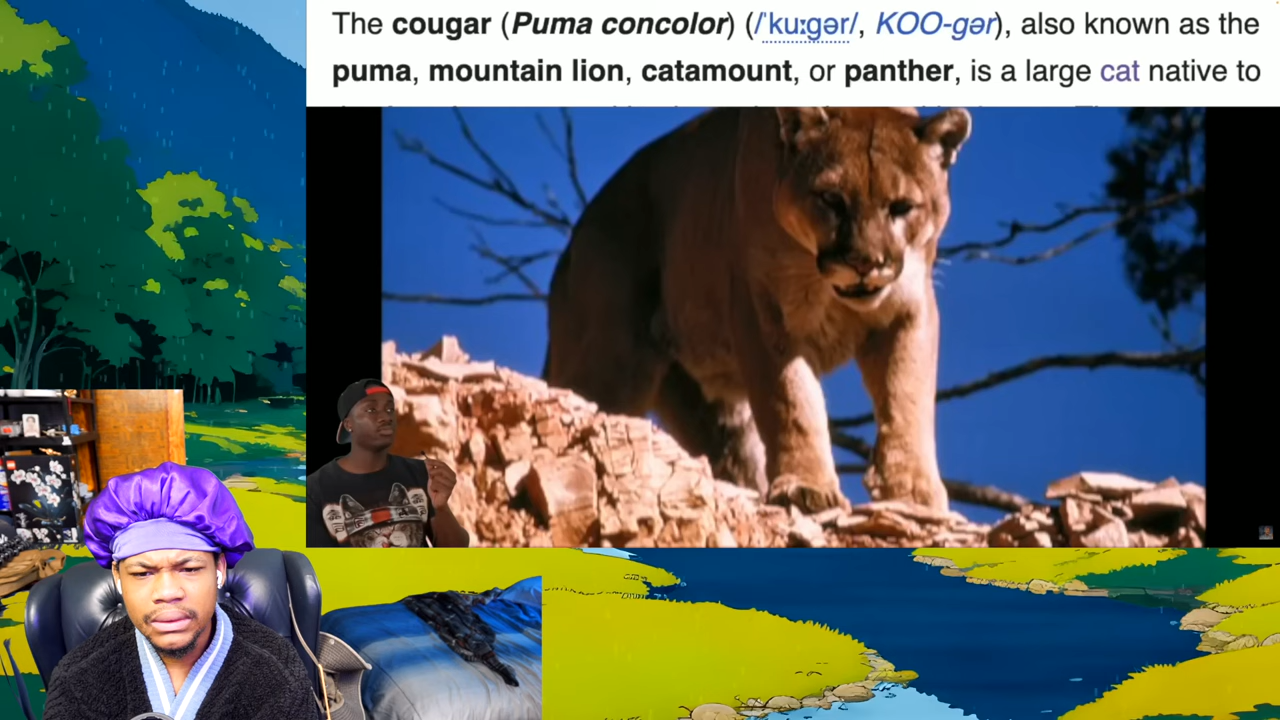 The cougar (Puma concolor) (/ˈkuːɡər/, KOO-gər), also known as the
puma, mountain lion, catamount, or panther, is a large cat native to